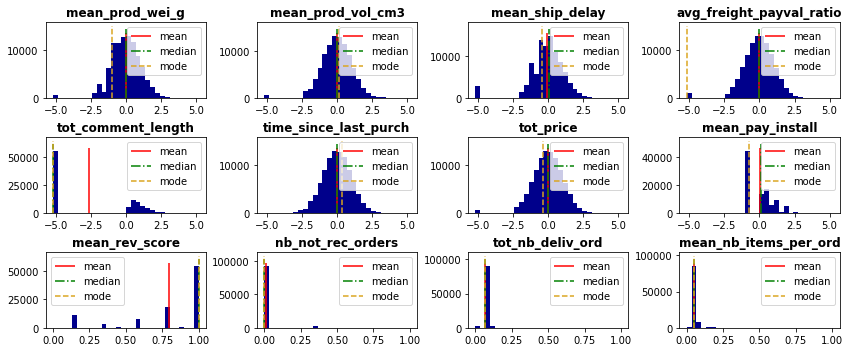 mean_prod_wei_g mean_prod_vol_cm3 mean_ship_delay avg_freight_payval_ratio
10000 mean median mode 10000 mean median mode 10000 mean median mode 10000 mean median mode
0 0 0 0
-5.0 -2.5 0.0 2.5 5.0 -5.0 -2.5 0.0 2.5 5.0 -5.0 -2.5 0.0 2.5 5.0 -5.0 -2.5 0.0 2.5 5.0
tot_comment_length time_since_last_purch tot_price mean_pay_install
50000 25000 0 mean median mode 10000 0 mean median mode 10000 0 mean median mode 40000 20000 0 mean median mode
-5.0 -2.5 0.0 2.5 5.0 -5.0 -2.5 0.0 2.5 5.0 -5.0 -2.5 0.0 2.5 5.0 -5.0 -2.5 0.0 2.5 5.0
mean_rev_score nb_not_rec_orders tot_nb_deliv_ord mean_nb_items_per_ord
50000 25000 0 mean median mode 100000 50000 0 mean median mode 100000 50000 0 mean median mode 100000 50000 0 mean median mode
0.00 0.25 0.50 0.75 1.00 0.00 0.25 0.50 0.75 1.00 0.00 0.25 0.50 0.75 1.00 0.00 0.25 0.50 0.75 1.00